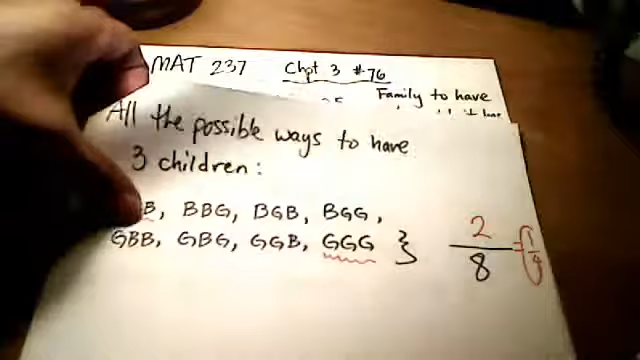 MAT 237 Chpt 3 #76
Family to have
All the possible ways to have
3 children:
B, BBG, BGB, BGG,
GBB, GBG, GGB, GGG }
2/8 = 1/4